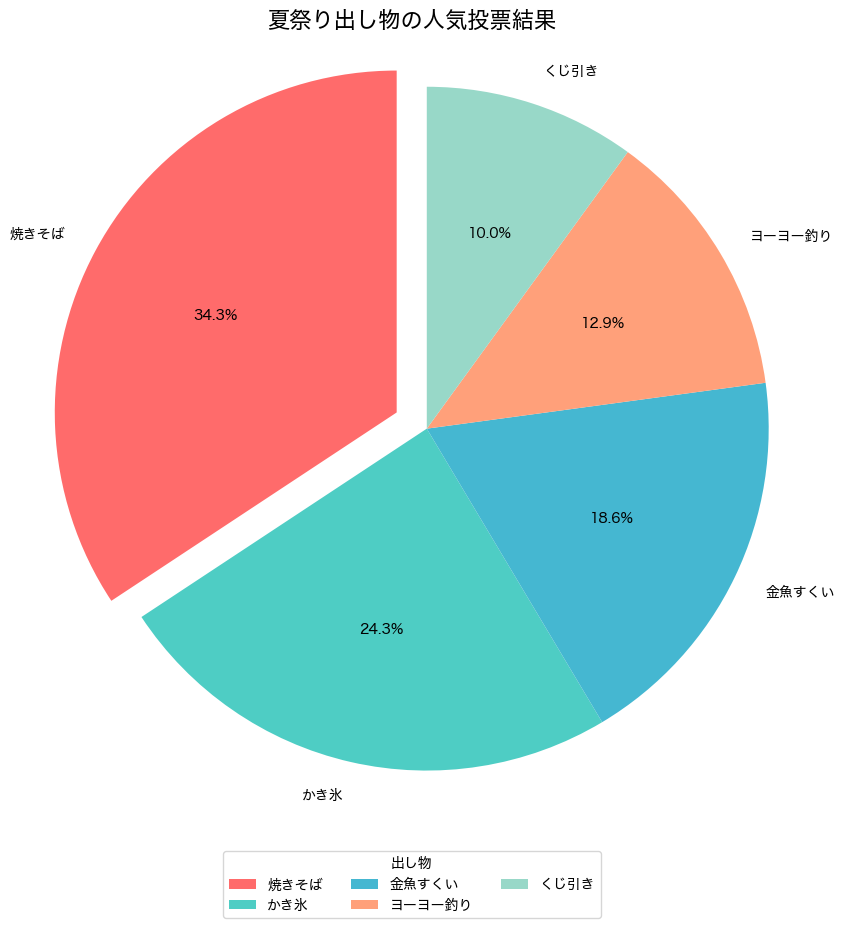 夏祭り出し物の人気投票結果
くじ引き
焼きそば
ヨーヨー釣り
10.0%
34.3%
12.9%
18.6%
金魚すくい
24.3%
かき氷
出し物
焼きそば
かき氷
金魚すくい
ヨーヨー釣り
くじ引き